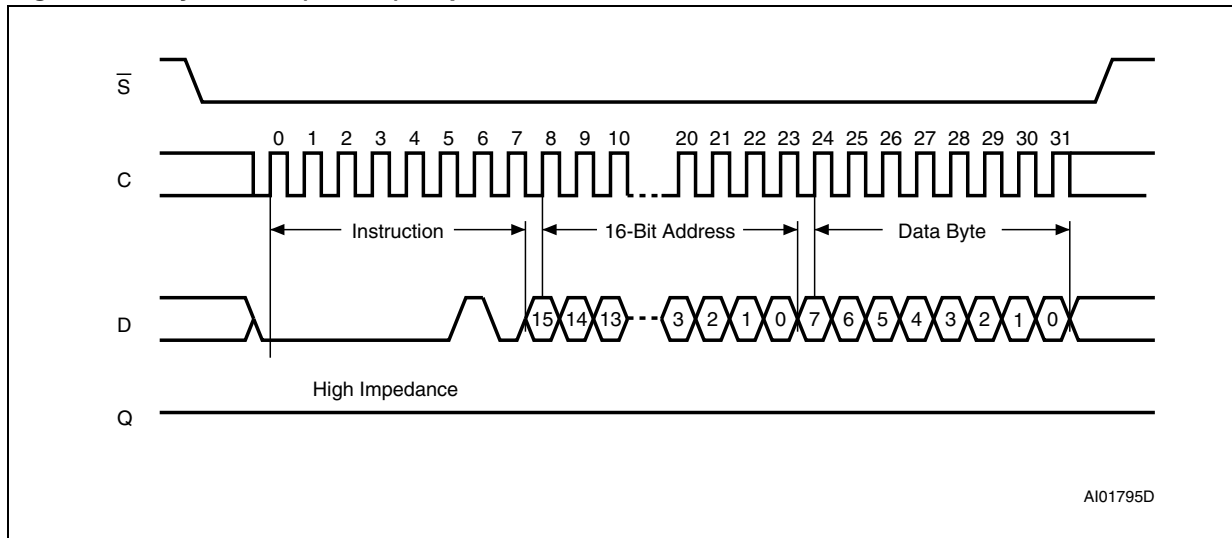 S
0 1 2 3 4 5 6 7 8 9 10 20 21 22 23 24 25 26 27 28 29 30 31
C
Instruction 16-Bit Address Data Byte
D 15 14 13 3 2 1 0 7 6 5 4 3 2 1 0
High Impedance
Q
AI01795D